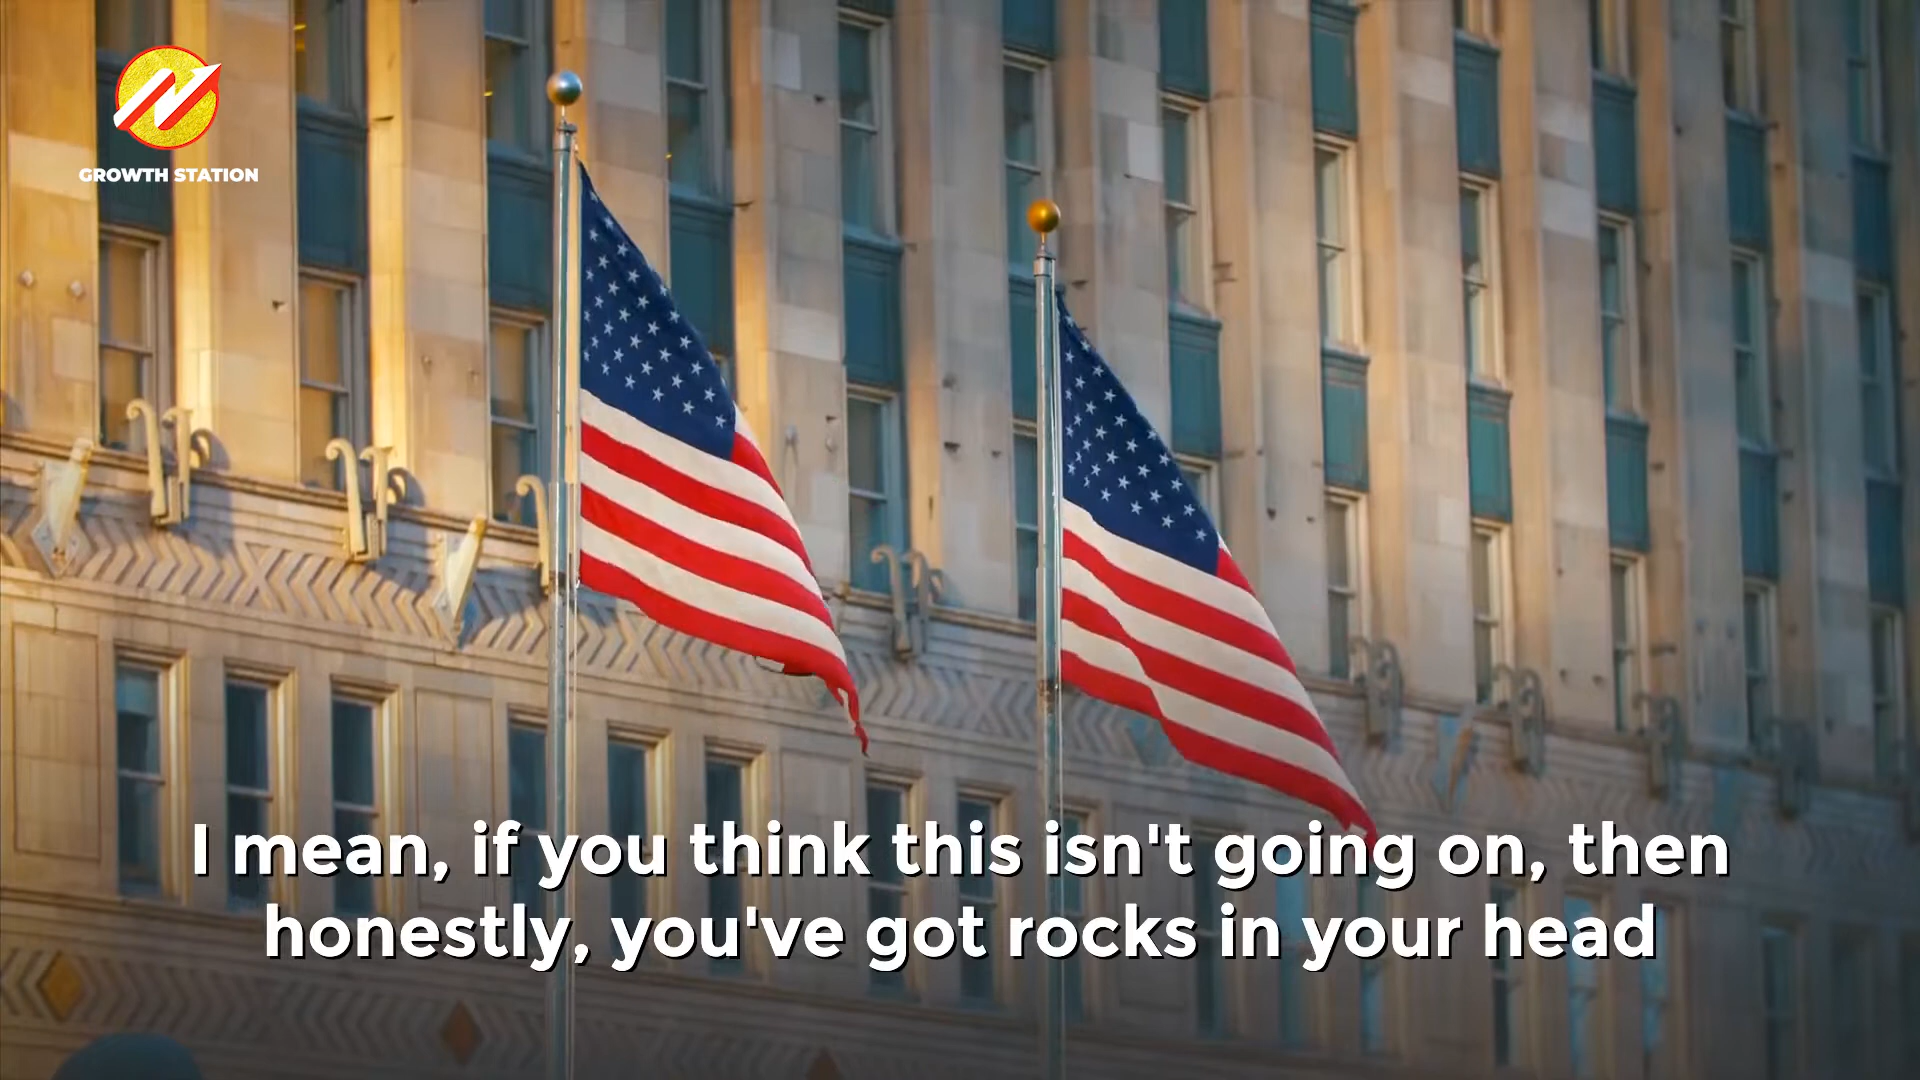 GROWTH STATION
I mean, if you think this isn't going on, then
honestly, you've got rocks in your head